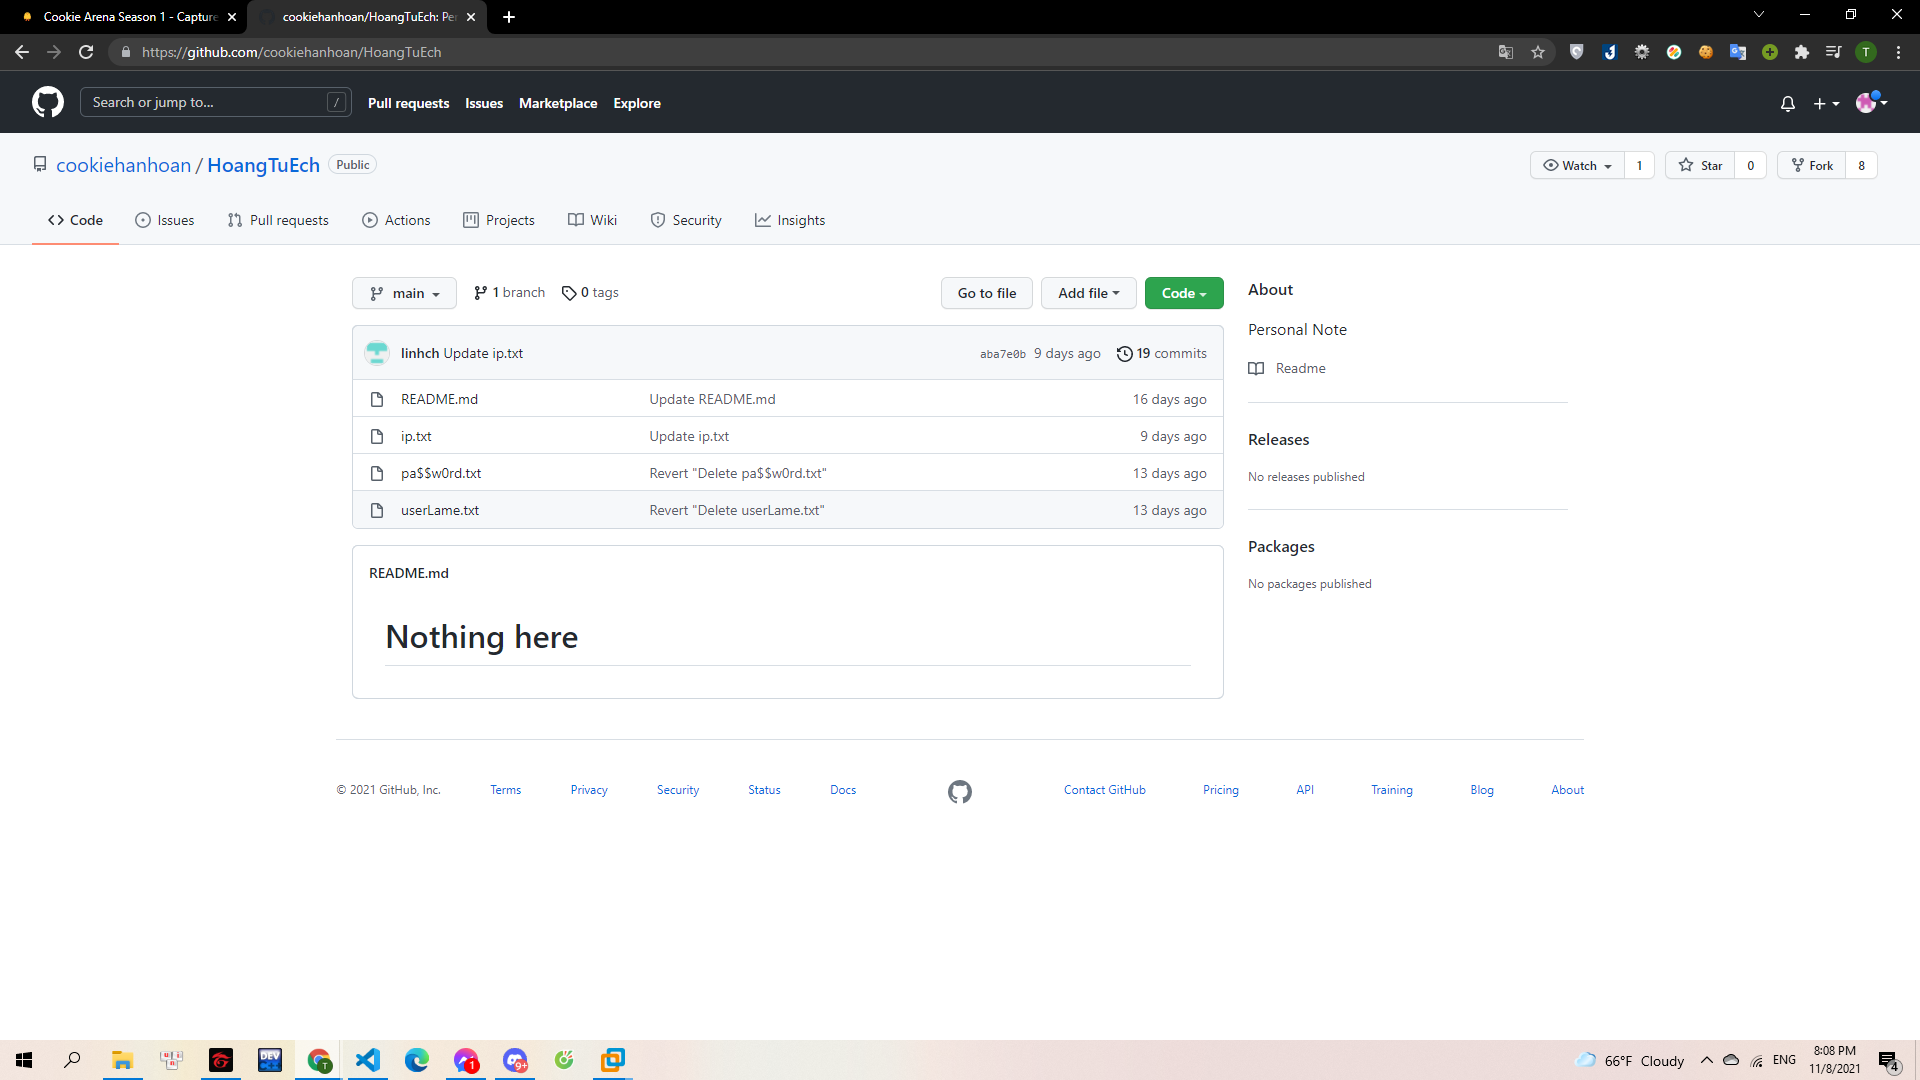 Cookie Arena Season 1 - Capture
cookiehanhoan/HoangTuEch: Per
https://github.com/cookiehanhoan/HoangTuEch
T
Search or jump to...
/
Pull requests
Issues
Marketplace
Explore
cookiehanhoan / HoangTuEch
Public
Watch
1
Star
0
Fork
8
Code
Issues
Pull requests
Actions
Projects
Wiki
Security
Insights
main
1 branch
0 tags
Go to file
Add file
Code
About
Personal Note
Readme
linhch Update ip.txt
aba7e0b 9 days ago
19 commits
README.md
Update README.md
16 days ago
ip.txt
Update ip.txt
9 days ago
pa$$w0rd.txt
Revert "Delete pa$$w0rd.txt"
13 days ago
userLame.txt
Revert "Delete userLame.txt"
13 days ago
Releases
No releases published
Packages
No packages published
README.md
Nothing here
© 2021 GitHub, Inc.
Terms
Privacy
Security
Status
Docs
Contact GitHub
Pricing
API
Training
Blog
About
DEV
T
1
9+
66°F Cloudy
ENG
8:08 PM
11/8/2021
4